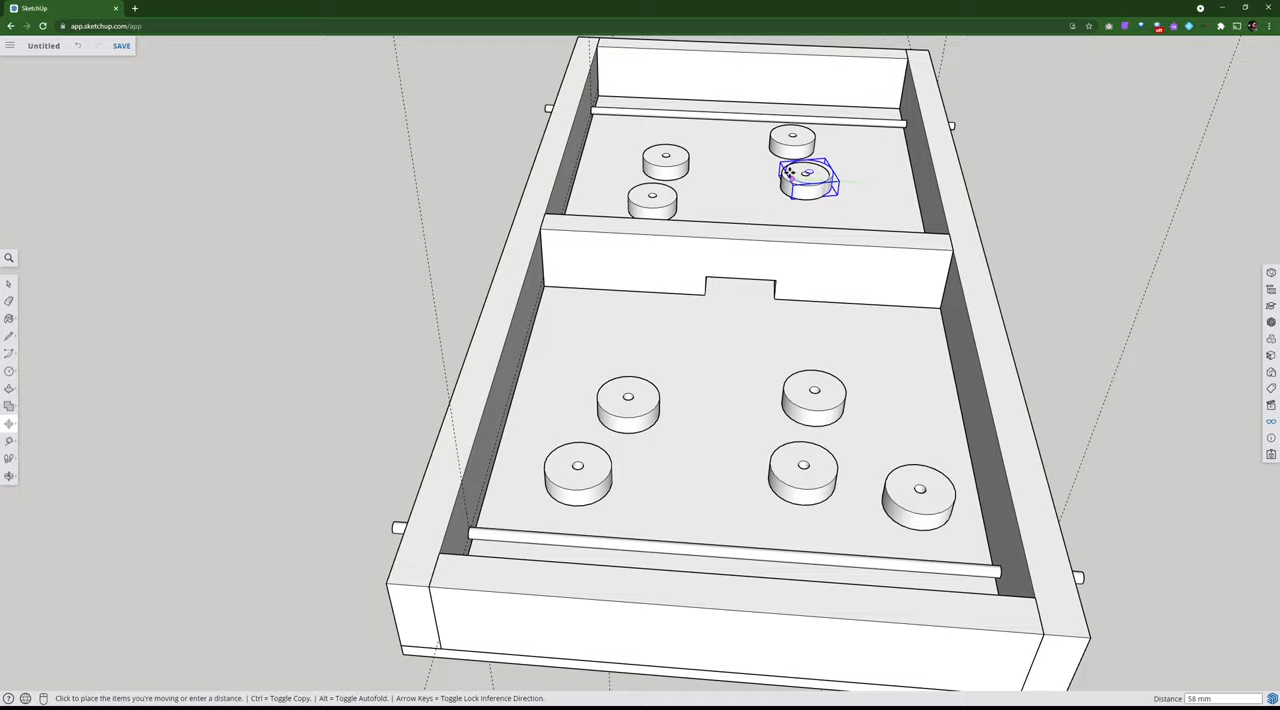 SketchUp
app.sketchup.com/app
Untitled
SAVE
Click to place the items you're moving or enter a distance. | Ctrl = Toggle Copy. | Alt = Toggle Autofold. | Arrow Keys = Toggle Lock Inference Direction.
Distance 58 mm